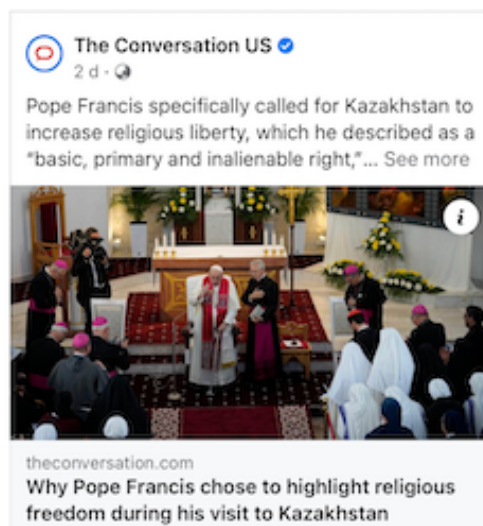 The Conversation US
2 d ·
Pope Francis specifically called for Kazakhstan to
increase religious liberty, which he described as a
“basic, primary and inalienable right,”... See more
i
theconversation.com
Why Pope Francis chose to highlight religious
freedom during his visit to Kazakhstan